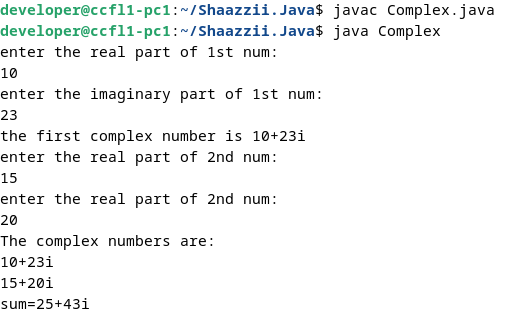 developer@ccfl1-pc1:~/Shaazzii.Java$ javac Complex.java
developer@ccfl1-pc1:~/Shaazzii.Java$ java Complex
enter the real part of 1st num:
10
enter the imaginary part of 1st num:
23
the first complex number is 10+23i
enter the real part of 2nd num:
15
enter the real part of 2nd num:
20
The complex numbers are:
10+23i
15+20i
sum=25+43i